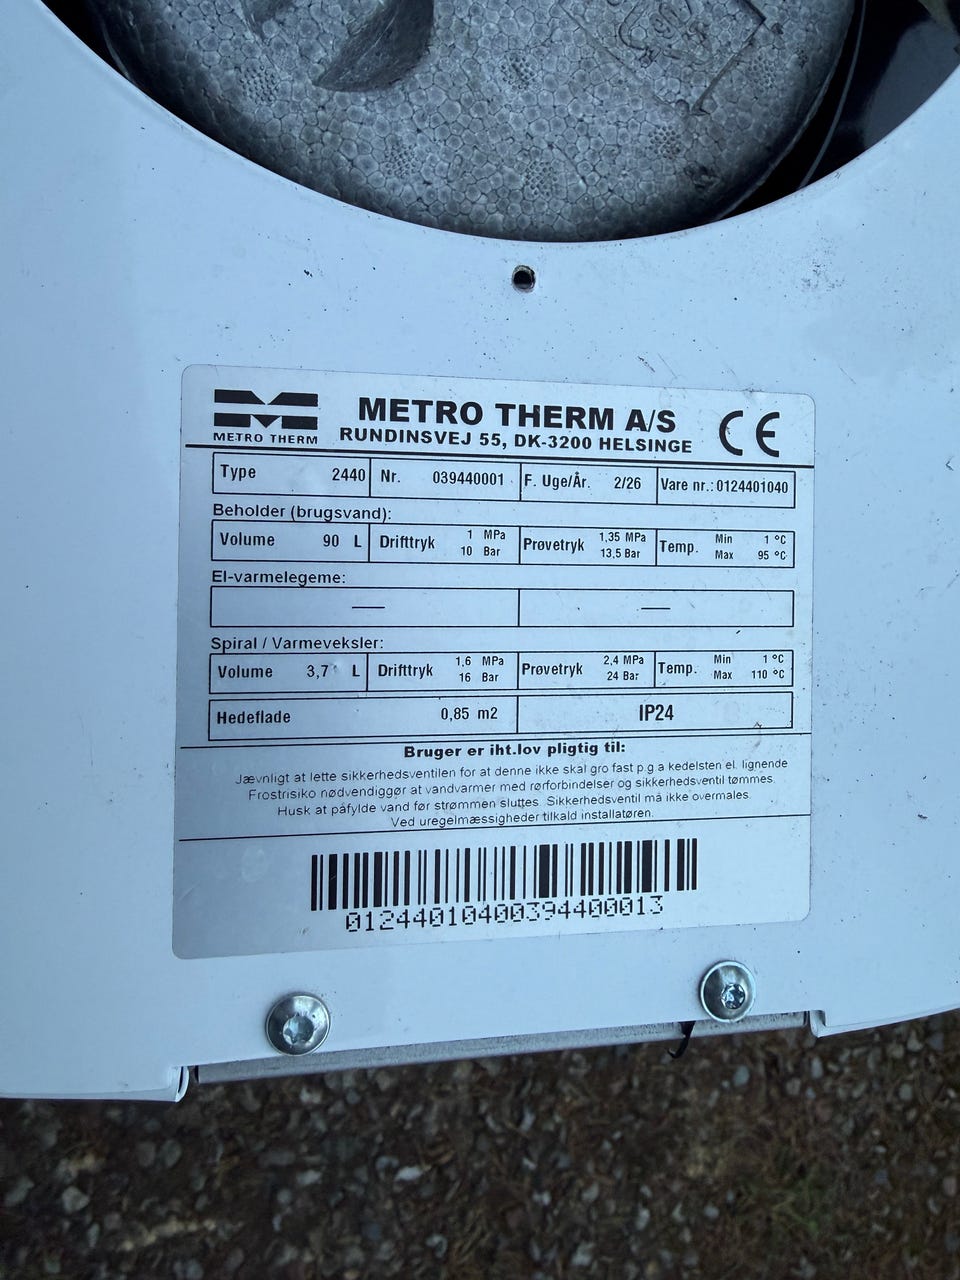 METRO THERM
METRO THERM A/S
RUNDINSVEJ 55, DK-3200 HELSINGE
CE
Type 2440 Nr. 039440001 F. Uge/År. 2/26 Vare nr.: 0124401040
Beholder (brugsvand):
Volume 90 L Drifttryk 1 MPa 10 Bar Prøvetryk 1,35 MPa 13,5 Bar Temp. Min 1 °C Max 95 °C
El-varmelegeme:
— —
Spiral / Varmeveksler:
Volume 3,7 L Drifttryk 1,6 MPa 16 Bar Prøvetryk 2,4 MPa 24 Bar Temp. Min 1 °C Max 110 °C
Hedeflade 0,85 m2 IP24
Bruger er iht.lov pligtig til:
Jævnligt at lette sikkerhedsventilen for at denne ikke skal gro fast p.g.a kedelsten el. lignende
Frostrisiko nødvendiggør at vandvarmer med rørforbindelser og sikkerhedsventil tømmes.
Husk at påfylde vand før strømmen sluttes. Sikkerhedsventil må ikke overmales.
Ved uregelmæssigheder tilkald installatøren.
01244010400394400013